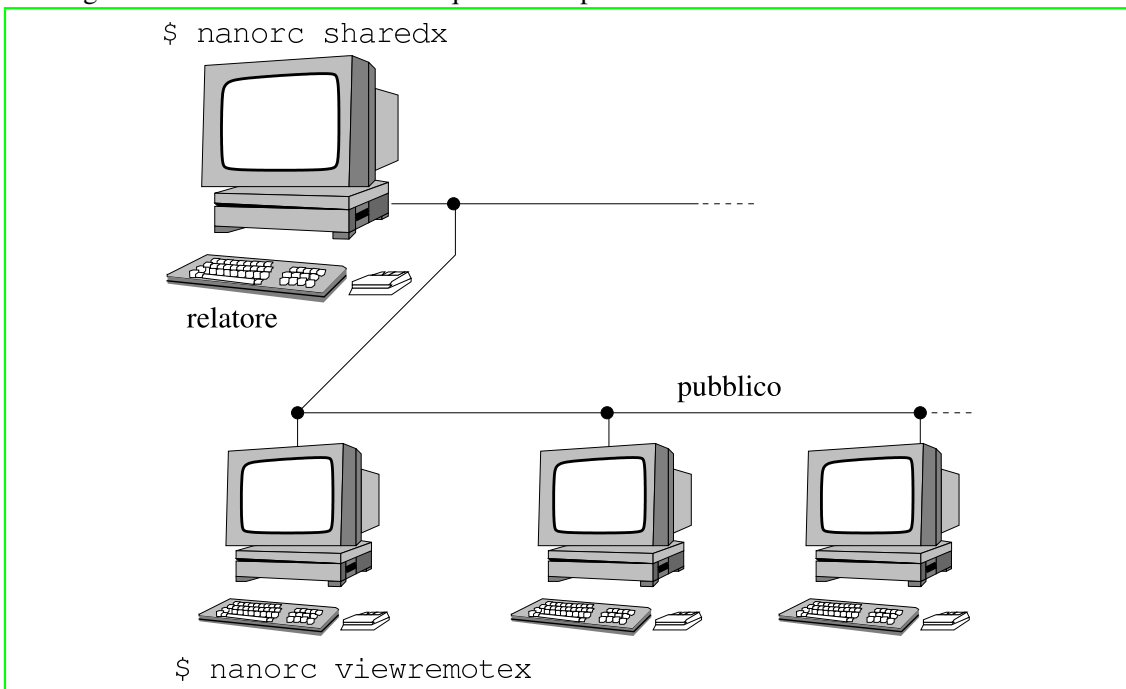 $ nanorc sharedx
relatore
pubblico
$ nanorc viewremotex